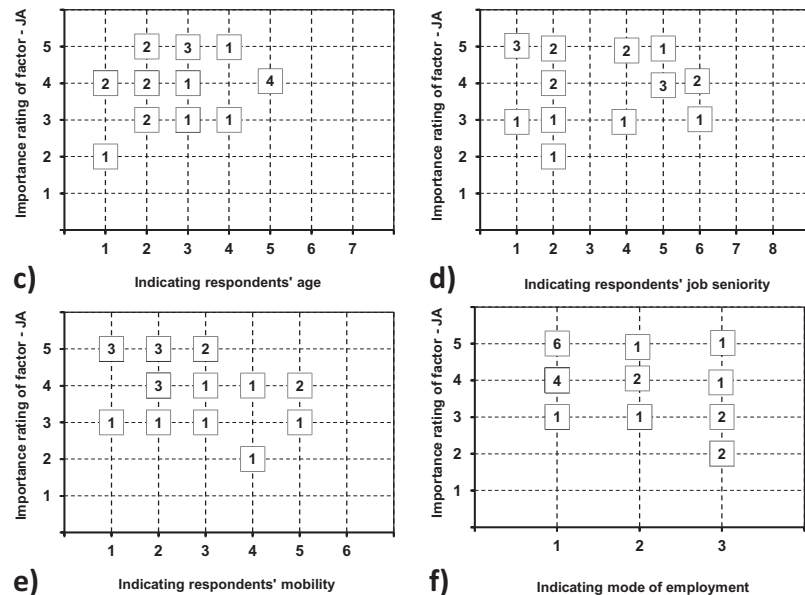 Importance rating of factor - JA
5 2 3 1
4 2 2 1 4
3 2 1 1
2 1
1
1 2 3 4 5 6 7
c) Indicating respondents' age
Importance rating of factor - JA
5 3 2 2 1
4 2 3 2
3 1 1 1 1
2 1
1
1 2 3 4 5 6 7 8
d) Indicating respondents' job seniority
Importance rating of factor - JA
5 3 3 2
4 3 1 1 2
3 1 1 1 1
2 1
1
1 2 3 4 5 6
e) Indicating respondents' mobility
Importance rating of factor - JA
5 6 1 1
4 4 2 1
3 1 1 2
2 2
1
1 2 3
f) Indicating mode of employment